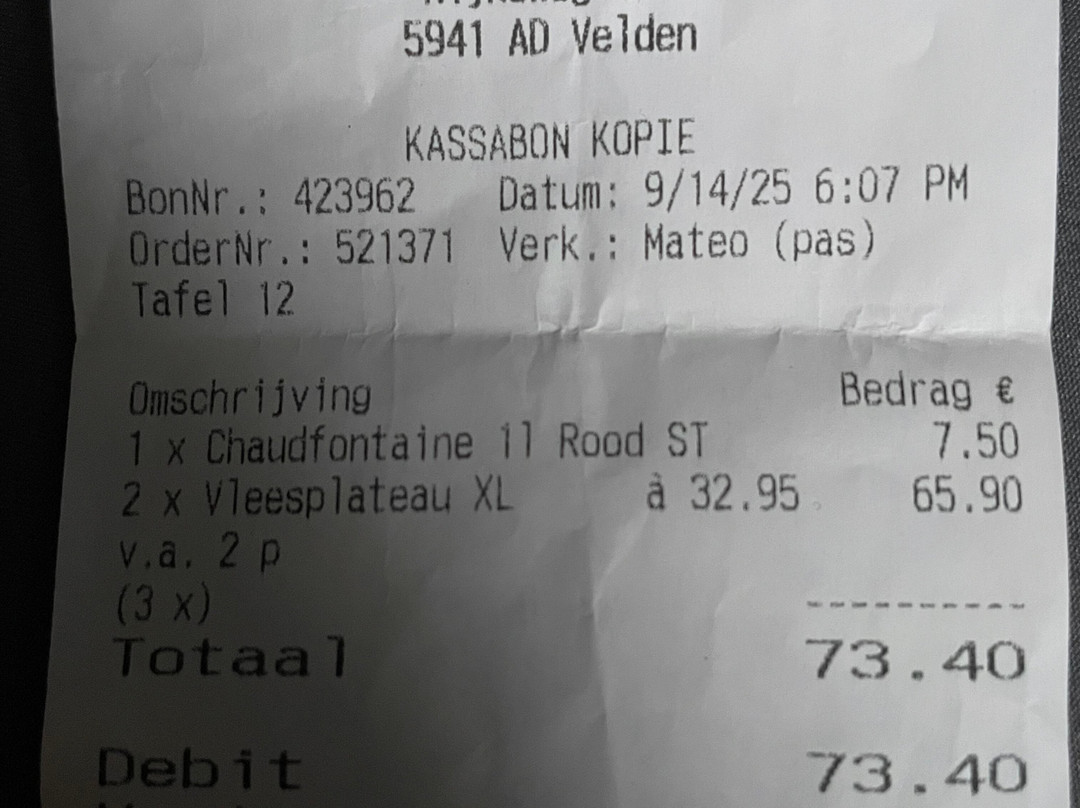 5941 AD Velden
KASSABON KOPIE
BonNr.: 423962 Datum: 9/14/25 6:07 PM
OrderNr.: 521371 Verk.: Mateo (pas)
Tafel 12
Omschrijving Bedrag €
1 x Chaudfontaine 1l Rood ST 7.50
2 x Vleesplateau XL à 32.95 65.90
v.a. 2 p
(3 x)
----------
Totaal 73.40
Debit 73.40